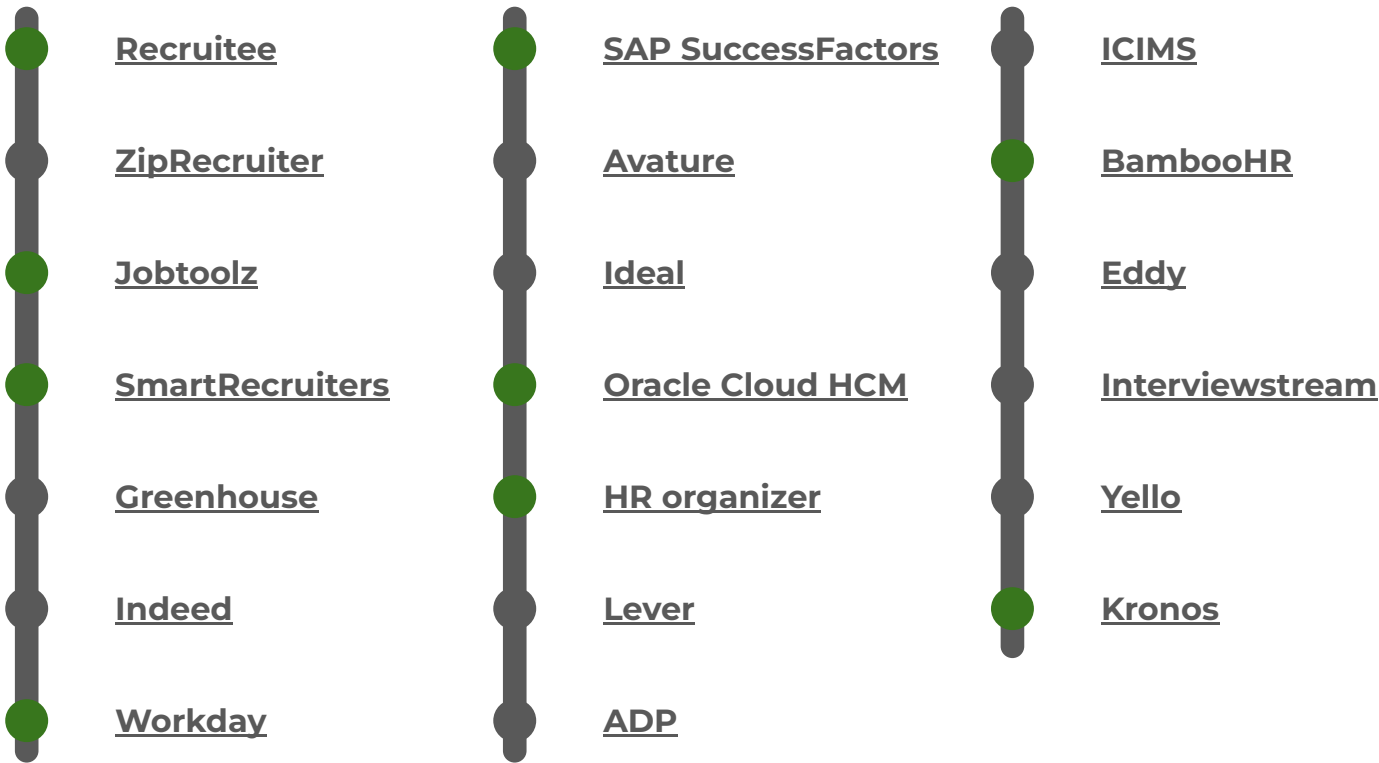 Recruitee
ZipRecruiter
Jobtoolz
SmartRecruiters
Greenhouse
Indeed
Workday
SAP SuccessFactors
Avature
Ideal
Oracle Cloud HCM
HR organizer
Lever
ADP
ICIMS
BambooHR
Eddy
Interviewstream
Yello
Kronos